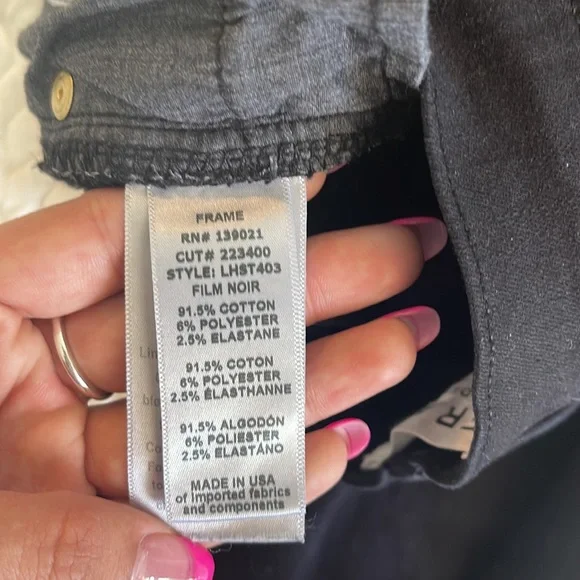 FRAME
RN# 139021
CUT# 223400
STYLE: LHST403
FILM NOIR
91.5% COTTON
6% POLYESTER
2.5% ELASTANE
91.5% COTON
6% POLYESTER
2.5% ÉLASTHANNE
91.5% ALGODÓN
6% POLIESTER
2.5% ELASTÁNO
MADE IN USA
of imported fabrics
and components